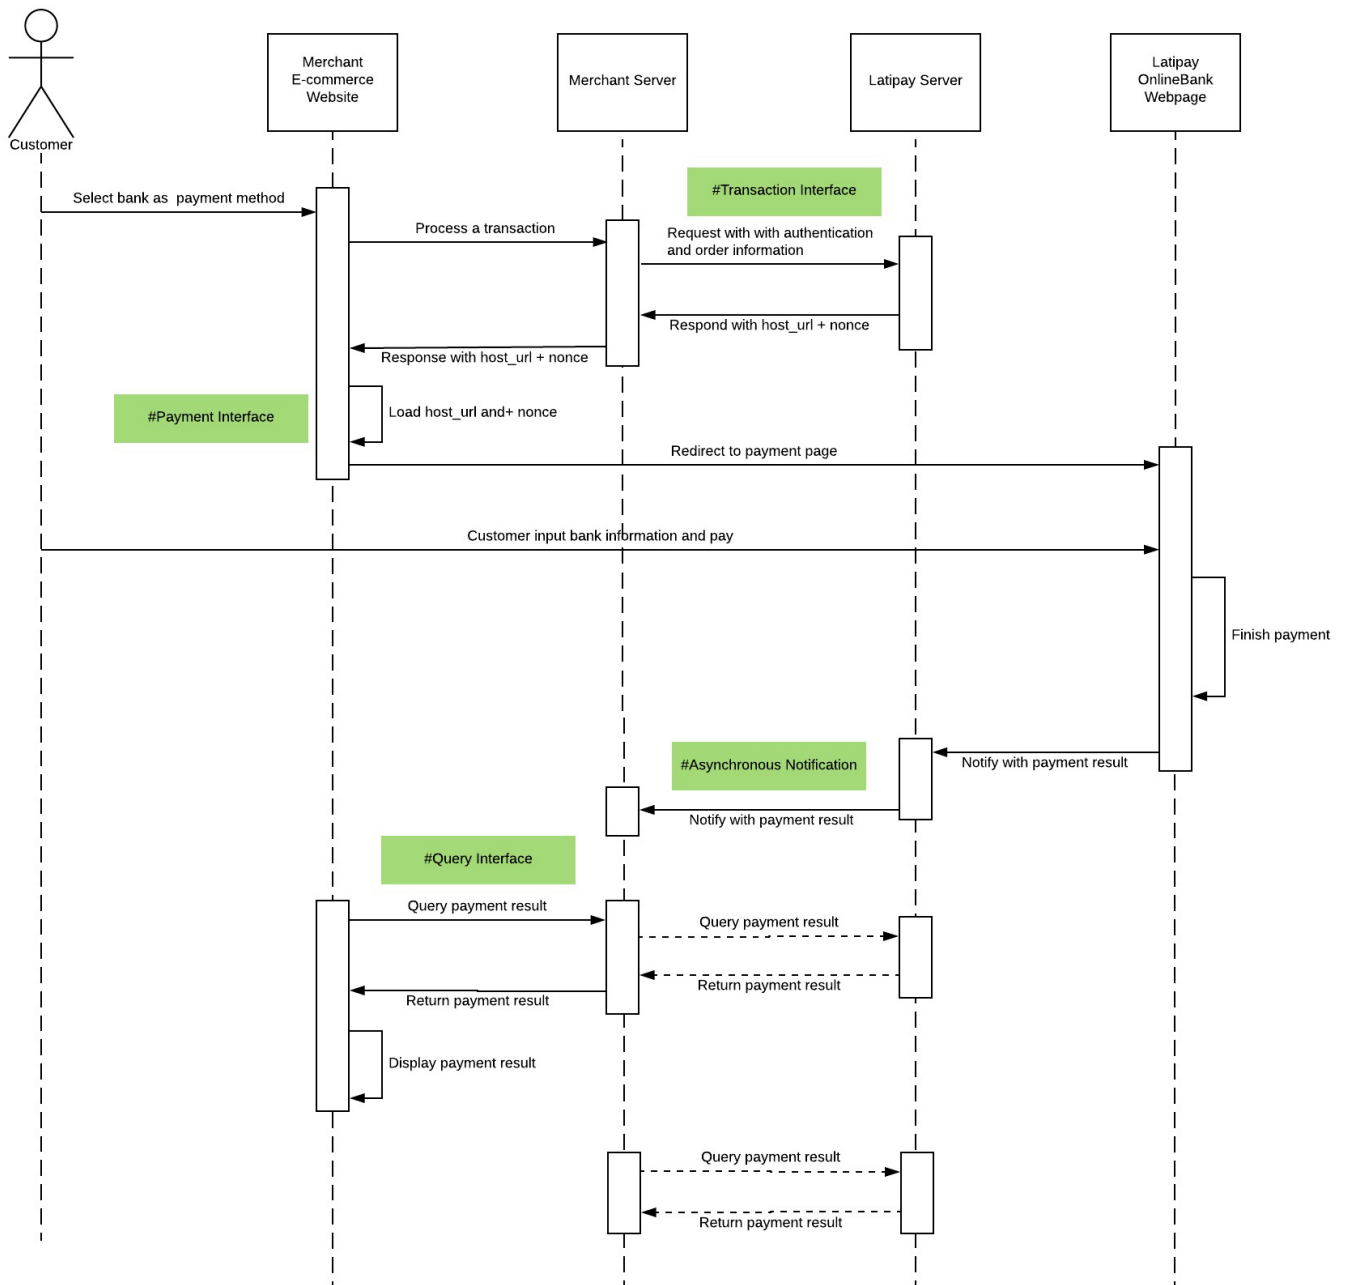 Customer
Merchant
E-commerce
Website
Merchant Server
Latipay Server
Latipay
OnlineBank
Webpage
#Transaction Interface
Select bank as  payment method
Process a transaction
Request with with authentication
and order information
Respond with host_url + nonce
Response with host_url + nonce
#Payment Interface
Load host_url and+ nonce
Redirect to payment page
Customer input bank information and pay
Finish payment
#Asynchronous Notification
Notify with payment result
Notify with payment result
#Query Interface
Query payment result
Query payment result
Return payment result
Return payment result
Display payment result
Query payment result
Return payment result